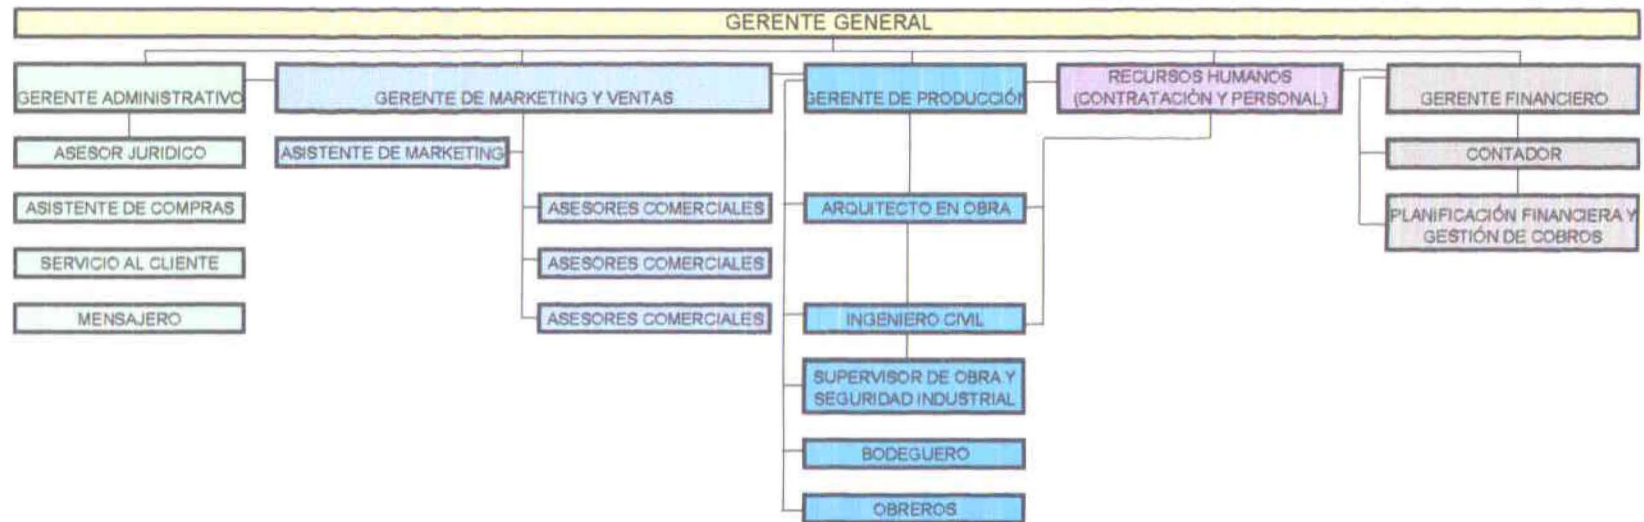 GERENTE GENERAL
GERENTE ADMINISTRATIVO
GERENTE DE MARKETING Y VENTAS
GERENTE DE PRODUCCIÓN
RECURSOS HUMANOS
(CONTRATACIÓN Y PERSONAL)
GERENTE FINANCIERO
ASESOR JURIDICO
ASISTENTE DE MARKETING
CONTADOR
ASISTENTE DE COMPRAS
ASESORES COMERCIALES
ARQUITECTO EN OBRA
PLANIFICACIÓN FINANCIERA Y
GESTIÓN DE COBROS
SERVICIO AL CLIENTE
ASESORES COMERCIALES
MENSAJERO
ASESORES COMERCIALES
INGENIERO CIVIL
SUPERVISOR DE OBRA Y
SEGURIDAD INDUSTRIAL
BODEGUERO
OBREROS